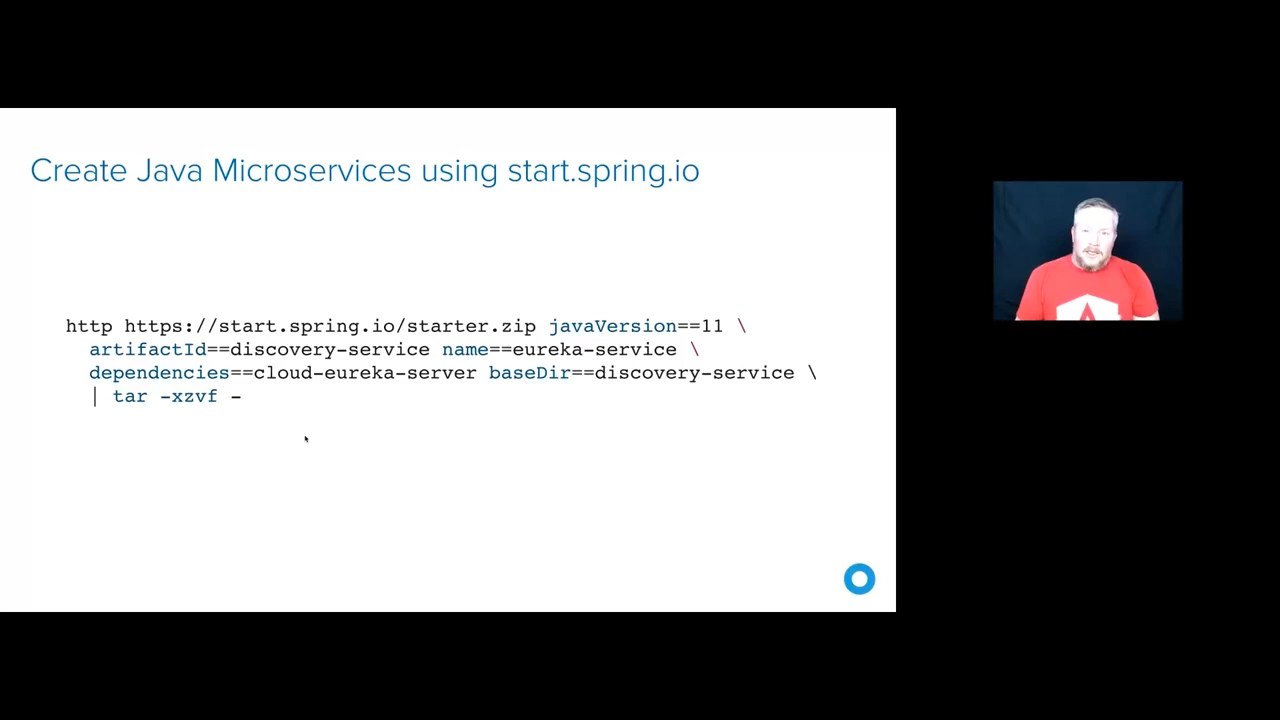 Create Java Microservices using start.spring.io
http https://start.spring.io/starter.zip javaVersion==11 \
artifactId==discovery-service name==eureka-service \
dependencies==cloud-eureka-server baseDir==discovery-service \
| tar -xzvf -